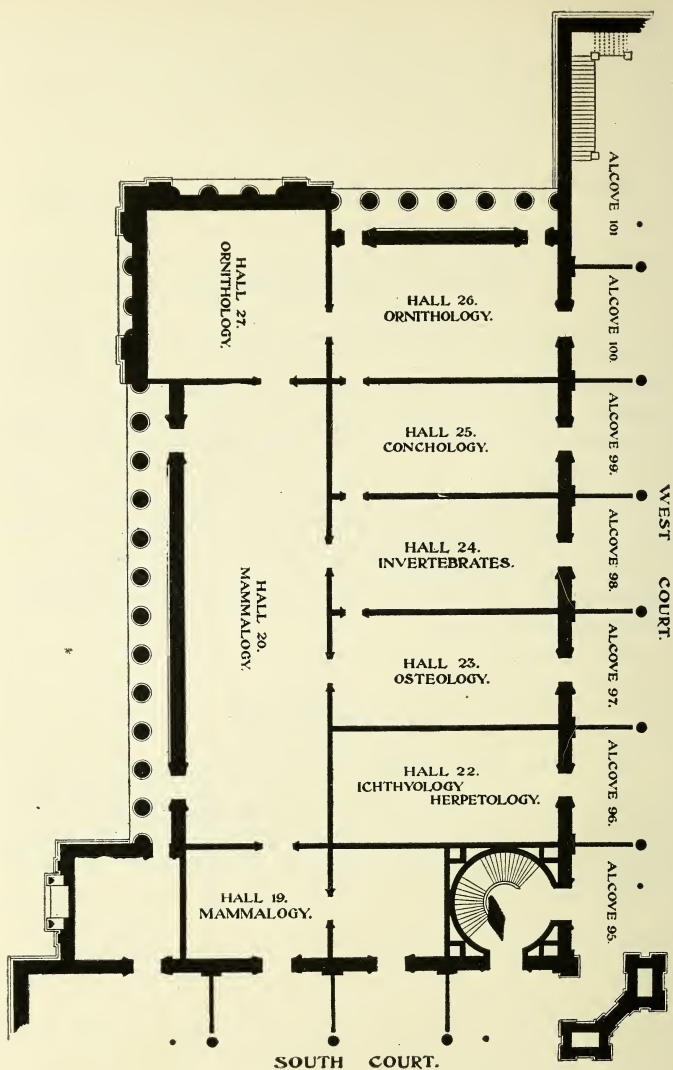 ALCOVE 101
ALCOVE 100.
HALL 27.
ORNITHOLOGY.
HALL 26.
ORNITHOLOGY.
HALL 25.
CONCHOLOGY.
ALCOVE 99.
WEST COURT.
HALL 24.
INVERTEBRATES.
ALCOVE 98.
HALL 20.
MAMMALOGY.
HALL 23.
OSTEOLOGY.
ALCOVE 97.
HALL 22.
ICHTHYOLOGY
HERPETOLOGY.
ALCOVE 96.
HALL 19.
MAMMALOGY.
ALCOVE 95.
SOUTH COURT.